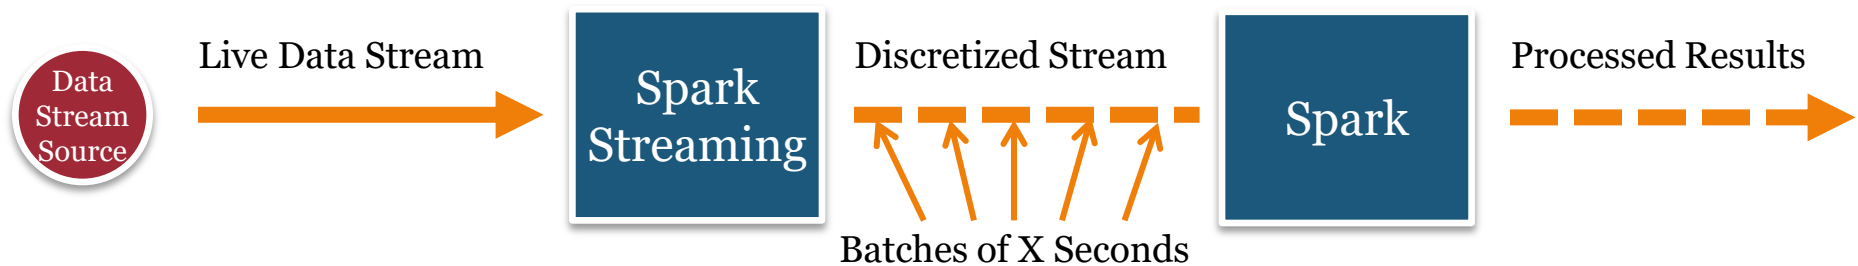 Data
Stream
Source
Live Data Stream
Spark
Streaming
Discretized Stream
Batches of X Seconds
Spark
Processed Results